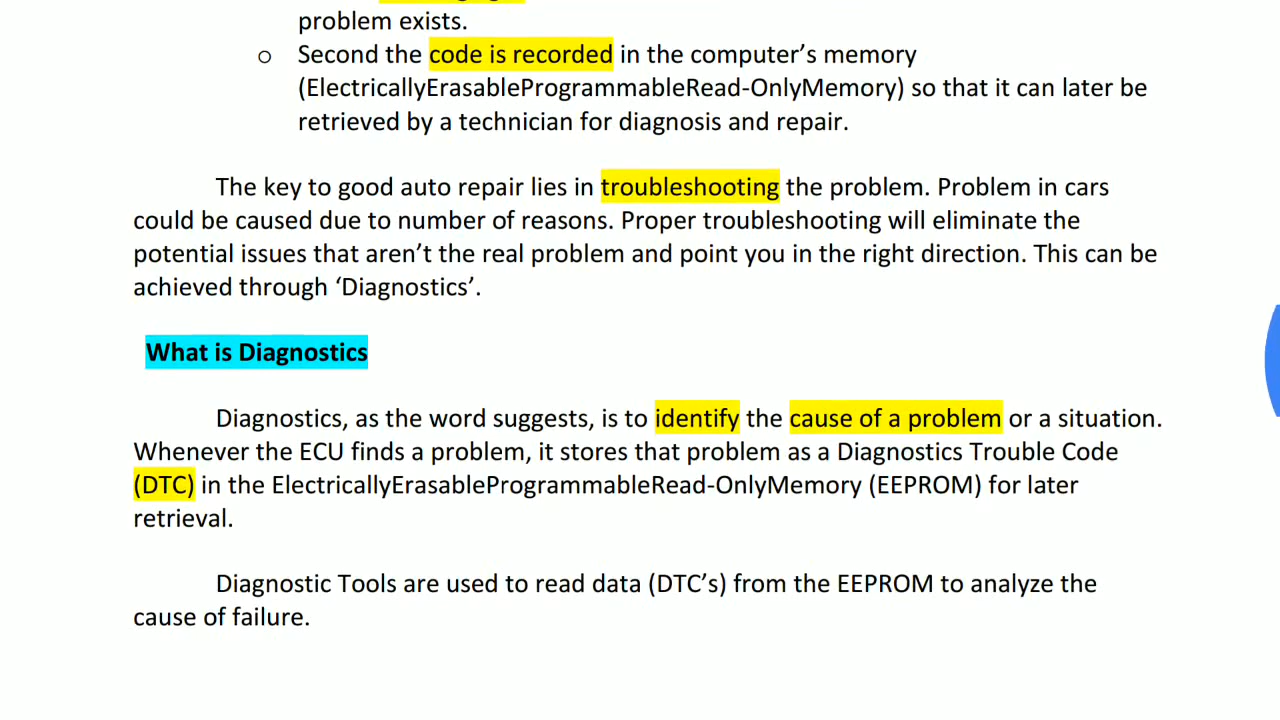 problem exists.
o Second the code is recorded in the computer’s memory
(ElectricallyErasableProgrammableRead-OnlyMemory) so that it can later be
retrieved by a technician for diagnosis and repair.
The key to good auto repair lies in troubleshooting the problem. Problem in cars
could be caused due to number of reasons. Proper troubleshooting will eliminate the
potential issues that aren’t the real problem and point you in the right direction. This can be
achieved through ‘Diagnostics’.
What is Diagnostics
Diagnostics, as the word suggests, is to identify the cause of a problem or a situation.
Whenever the ECU finds a problem, it stores that problem as a Diagnostics Trouble Code
(DTC) in the ElectricallyErasableProgrammableRead-OnlyMemory (EEPROM) for later
retrieval.
Diagnostic Tools are used to read data (DTC’s) from the EEPROM to analyze the
cause of failure.